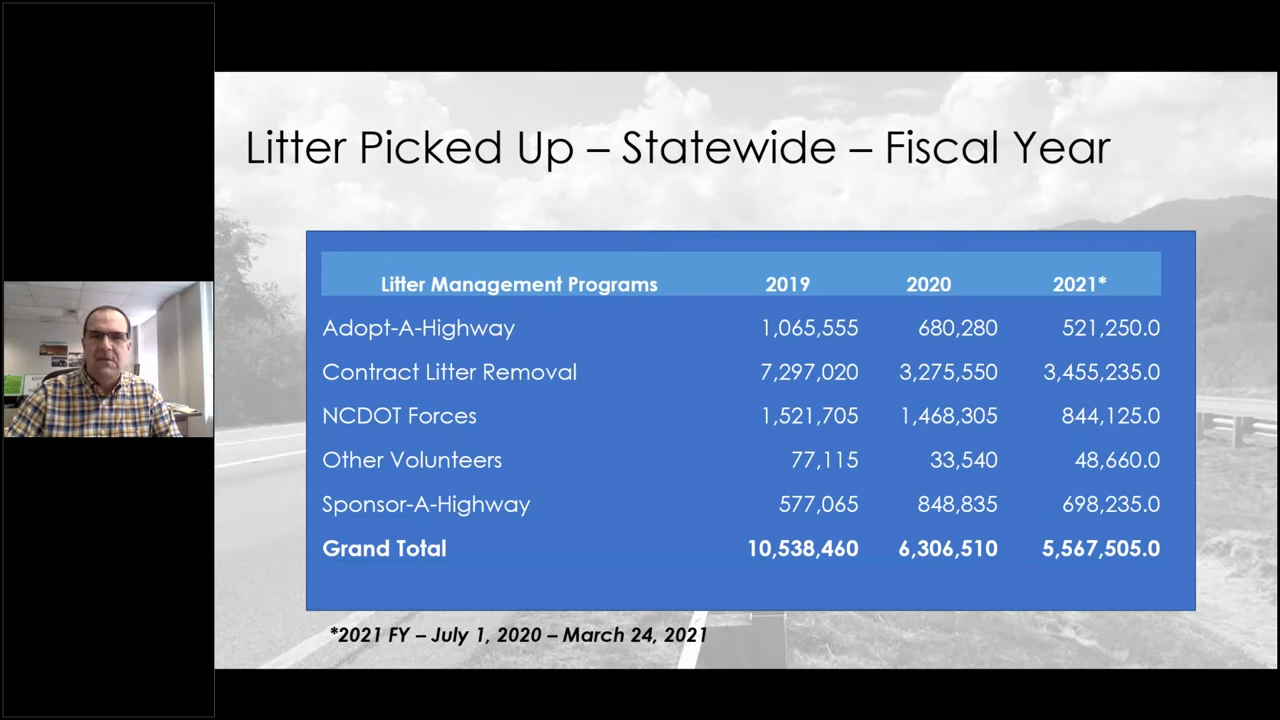 Litter Picked Up – Statewide – Fiscal Year
Litter Management Programs 2019 2020 2021*
Adopt-A-Highway 1,065,555 680,280 521,250.0
Contract Litter Removal 7,297,020 3,275,550 3,455,235.0
NCDOT Forces 1,521,705 1,468,305 844,125.0
Other Volunteers 77,115 33,540 48,660.0
Sponsor-A-Highway 577,065 848,835 698,235.0
Grand Total 10,538,460 6,306,510 5,567,505.0
*2021 FY – July 1, 2020 – March 24, 2021